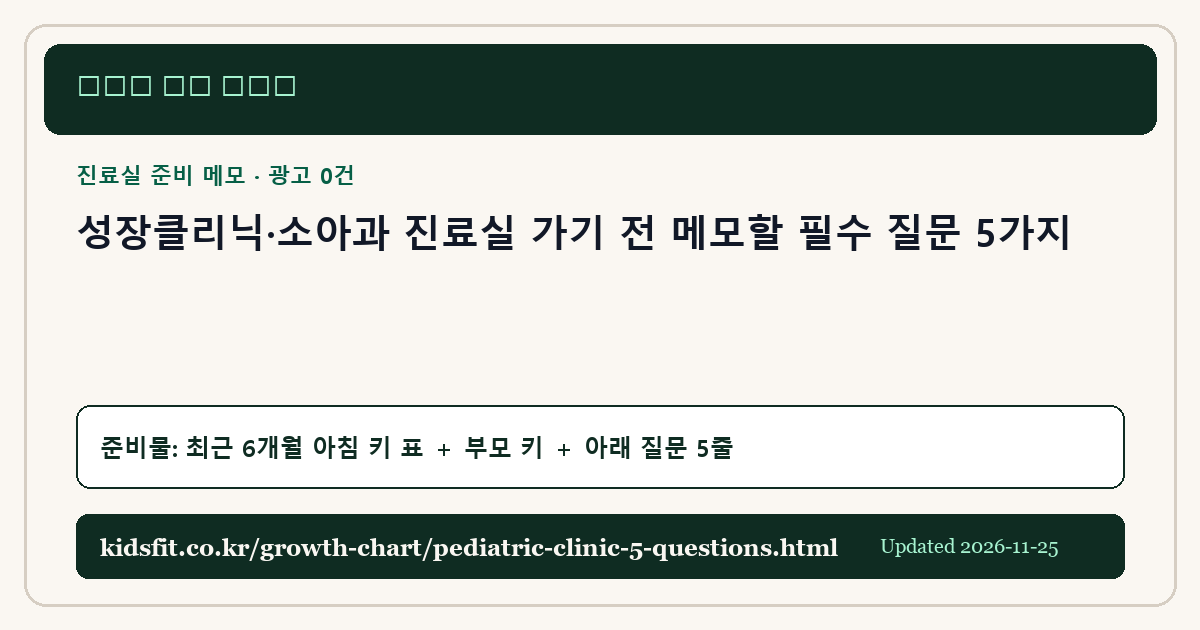 진료실 준비 메모 · 광고 0건
성장클리닉·소아과 진료실 가기 전 메모할 필수 질문 5가지
준비물: 최근 6개월 아침 키 표 + 부모 키 + 아래 질문 5줄
kidsfit.co.kr/growth-chart/pediatric-clinic-5-questions.html
Updated 2026-11-25